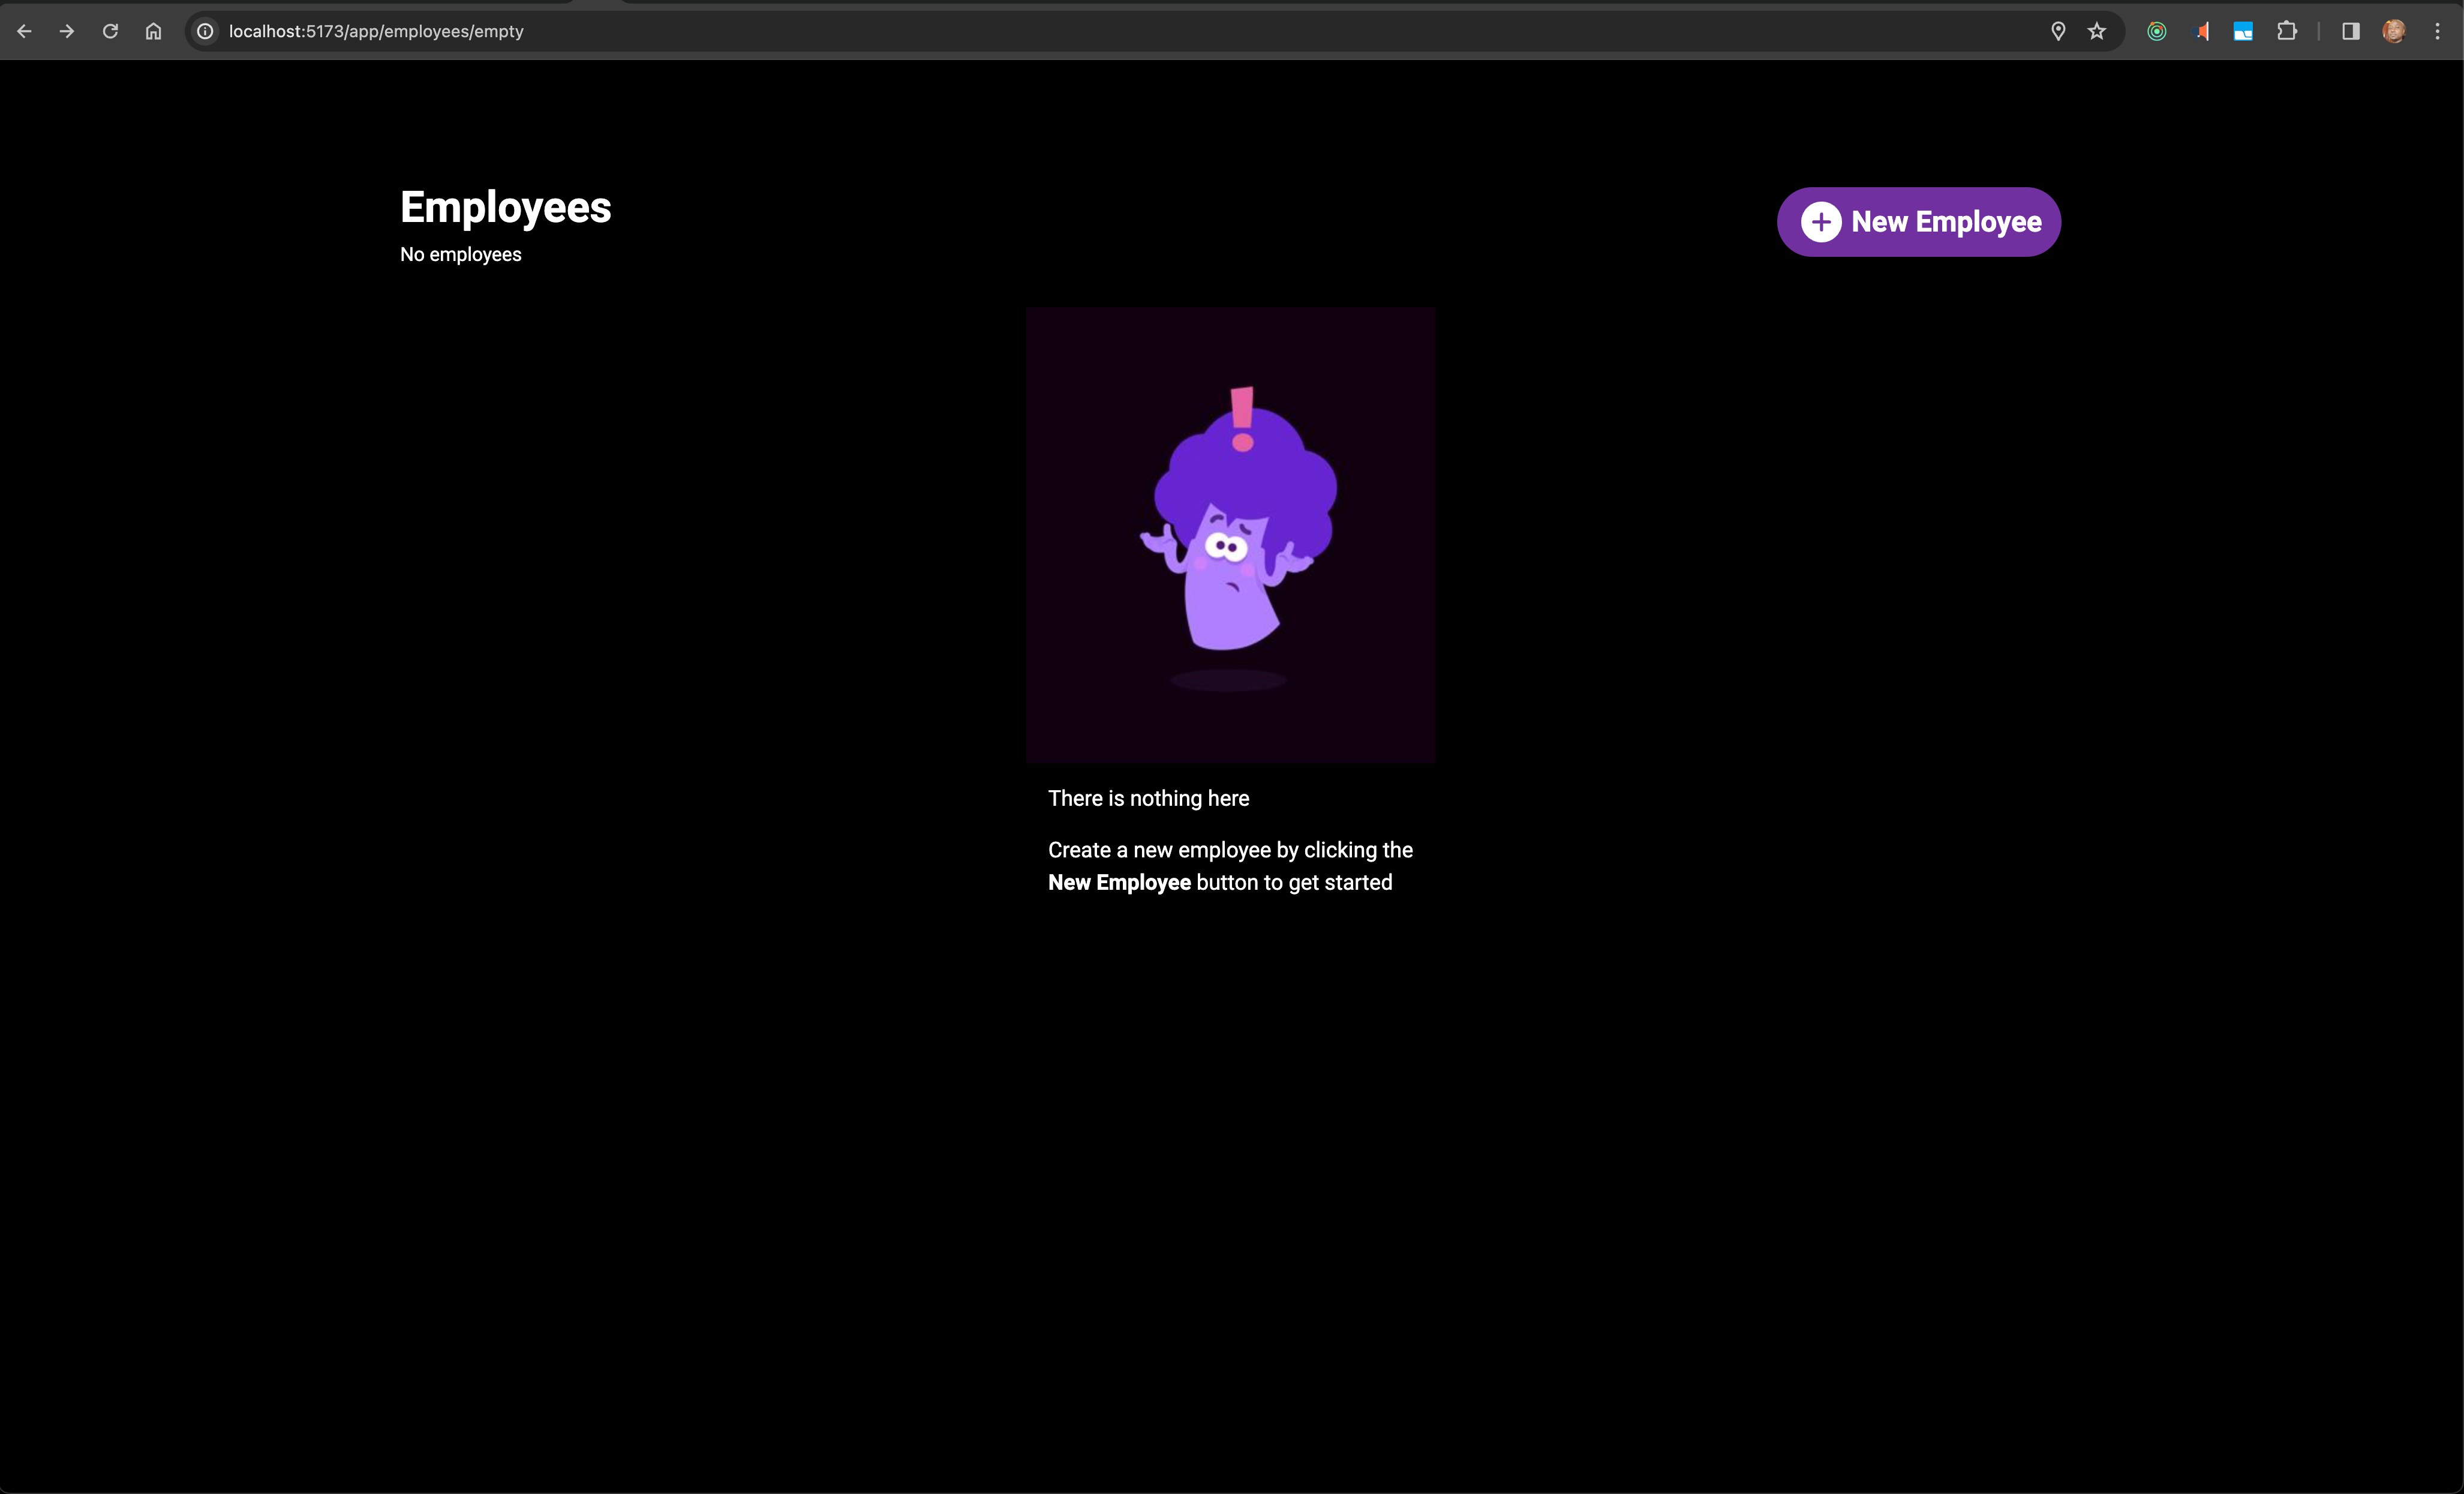 localhost:5173/app/employees/empty
Employees
New Employee
No employees
!
There is nothing here
Create a new employee by clicking the
New Employee button to get started